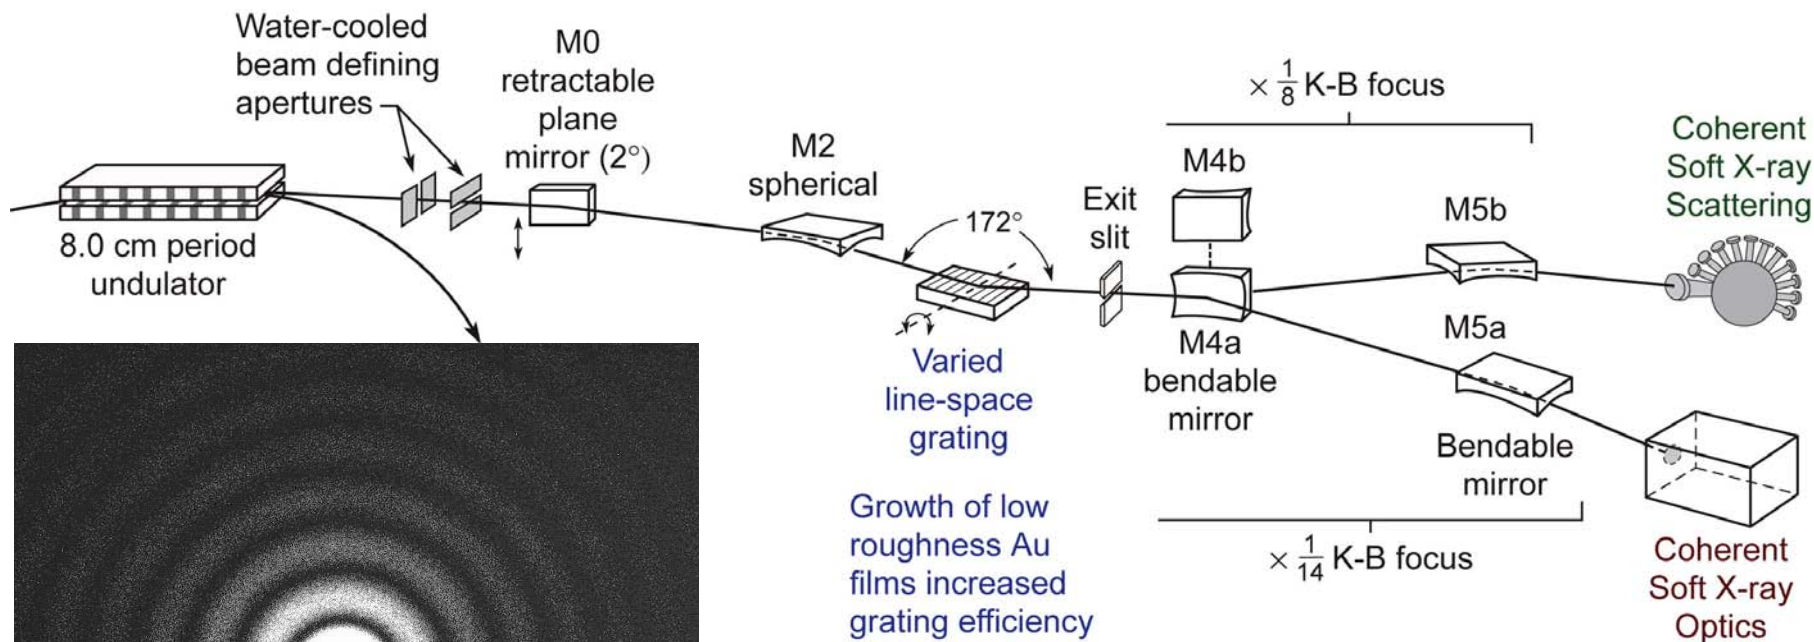 Water-cooled
beam defining
apertures
M0
retractable
plane
mirror (2°)
8.0 cm period
undulator
M2
spherical
172°
Varied
line-space
grating
Growth of low
roughness Au
films increased
grating efficiency
Exit
slit
× 1/8 K-B focus
M4b
M4a
bendable
mirror
M5b
M5a
Bendable
mirror
× 1/14 K-B focus
Coherent
Soft X-ray
Scattering
Coherent
Soft X-ray
Optics